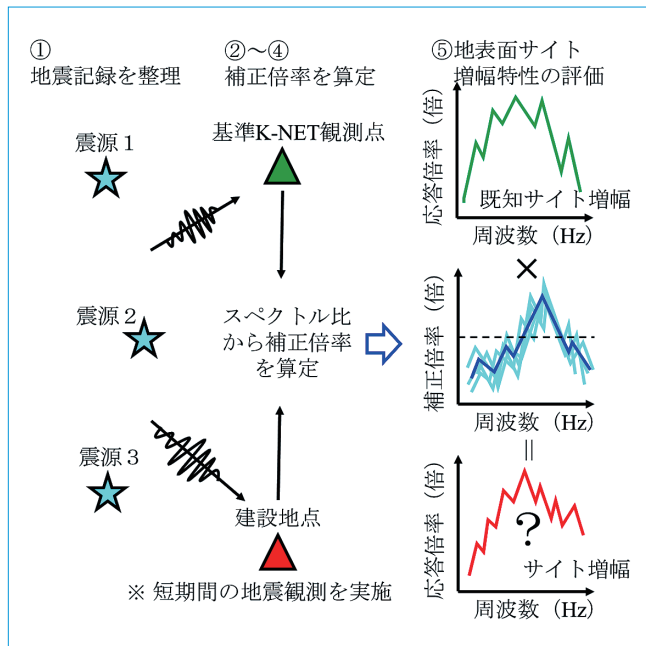 ①
地震記録を整理
②～④
補正倍率を算定
⑤地表面サイト
増幅特性の評価
震源1
震源2
震源3
基準K-NET観測点
スペクトル比
から補正倍率
を算定
建設地点
※ 短期間の地震観測を実施
応答倍率（倍）
既知サイト増幅
周波数（Hz）
×
補正倍率（倍）
周波数（Hz）
＝
応答倍率（倍）
?
サイト増幅
周波数（Hz）